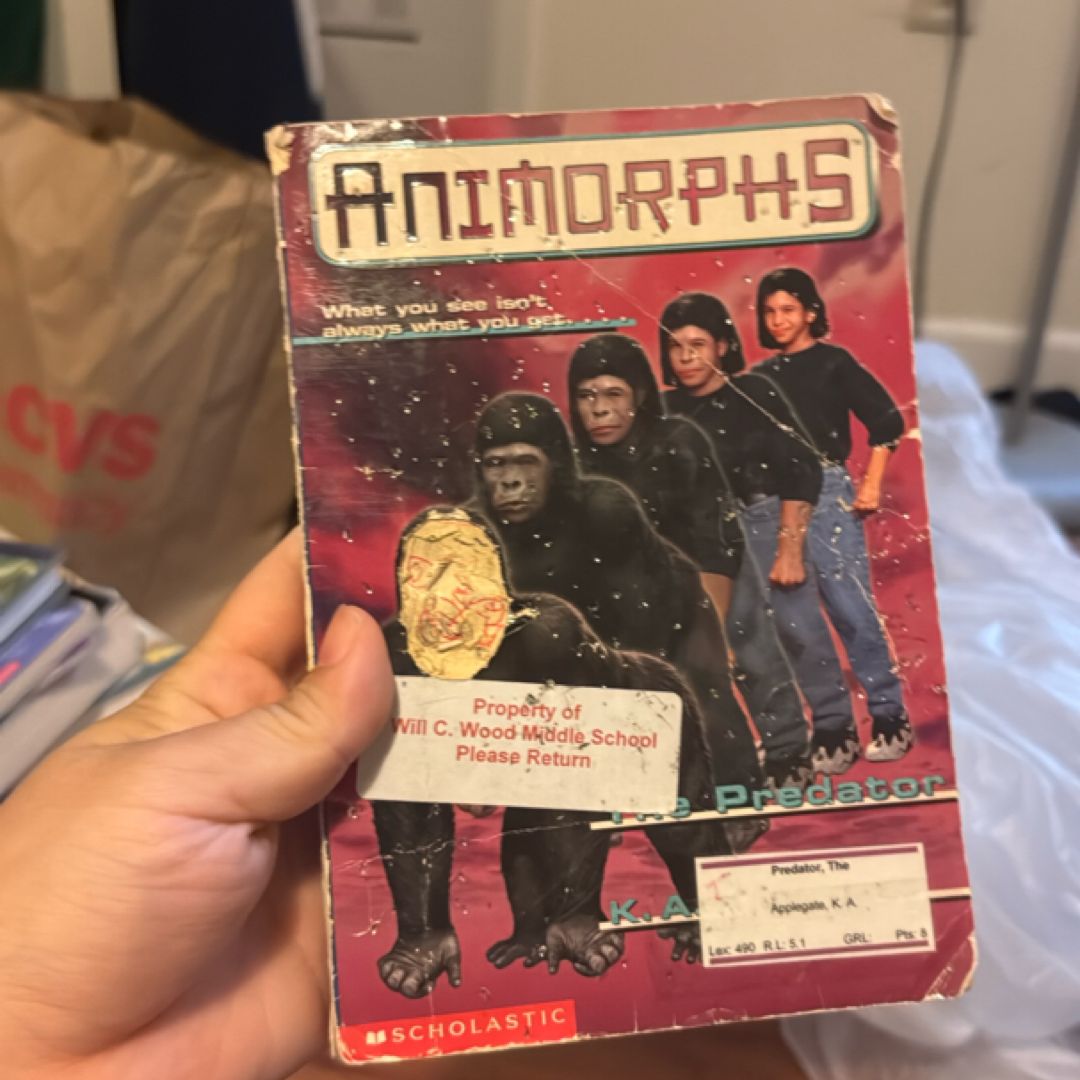 ANIMORPHS
What you see isn't
always what you get. . . .
CVS
Property of
Will C. Wood Middle School
Please Return
The Predator
Predator, The
K. A.
Applegate, K. A.
Lex: 490 R.L: 5.1 GRL: Pts: 8
SCHOLASTIC